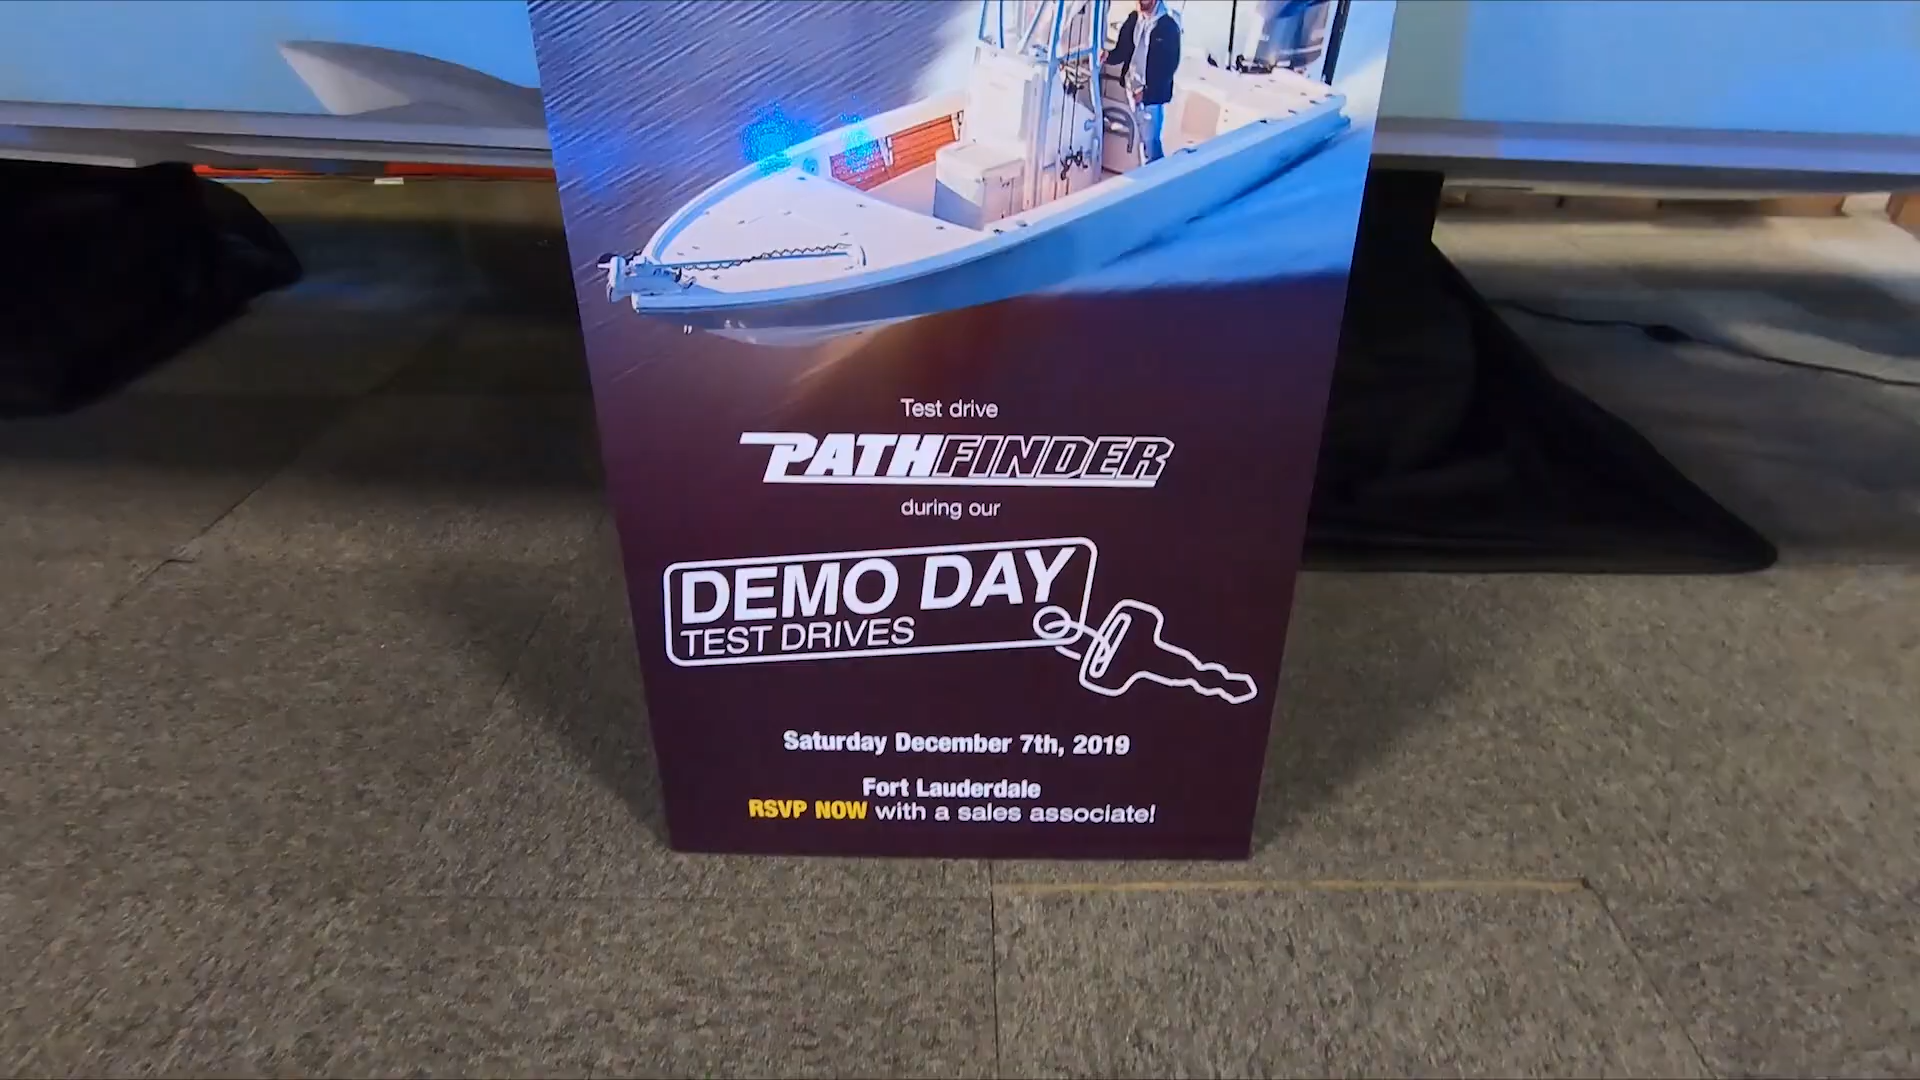 Test drive
PATHFINDER
during our
DEMO DAY
TEST DRIVES
Saturday December 7th, 2019
Fort Lauderdale
RSVP NOW with a sales associate!